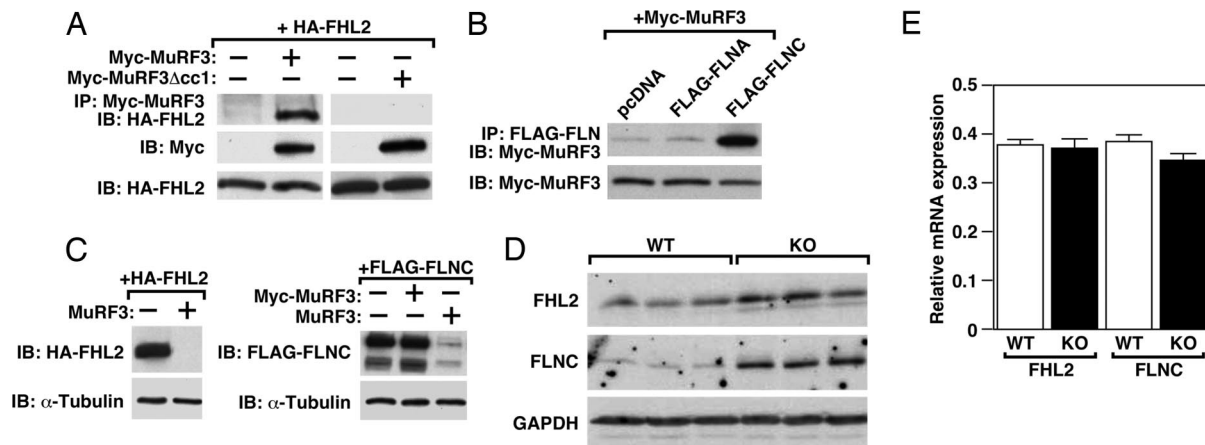 A
+ HA-FHL2
Myc-MuRF3: – + – –
Myc-MuRF3Δcc1: – – – +
IP: Myc-MuRF3
IB: HA-FHL2
IB: Myc
IB: HA-FHL2
B
+Myc-MuRF3
pcDNA
FLAG-FLNA
FLAG-FLNC
IP: FLAG-FLN
IB: Myc-MuRF3
IB: Myc-MuRF3
C
+HA-FHL2
MuRF3: – +
IB: HA-FHL2
IB: α-Tubulin
+FLAG-FLNC
Myc-MuRF3: – + –
MuRF3: – – +
IB: FLAG-FLNC
IB: α-Tubulin
D
WT KO
FHL2
FLNC
GAPDH
E
Relative mRNA expression
0.5
0.4
0.3
0.2
0.1
0
WT KO WT KO
FHL2 FLNC